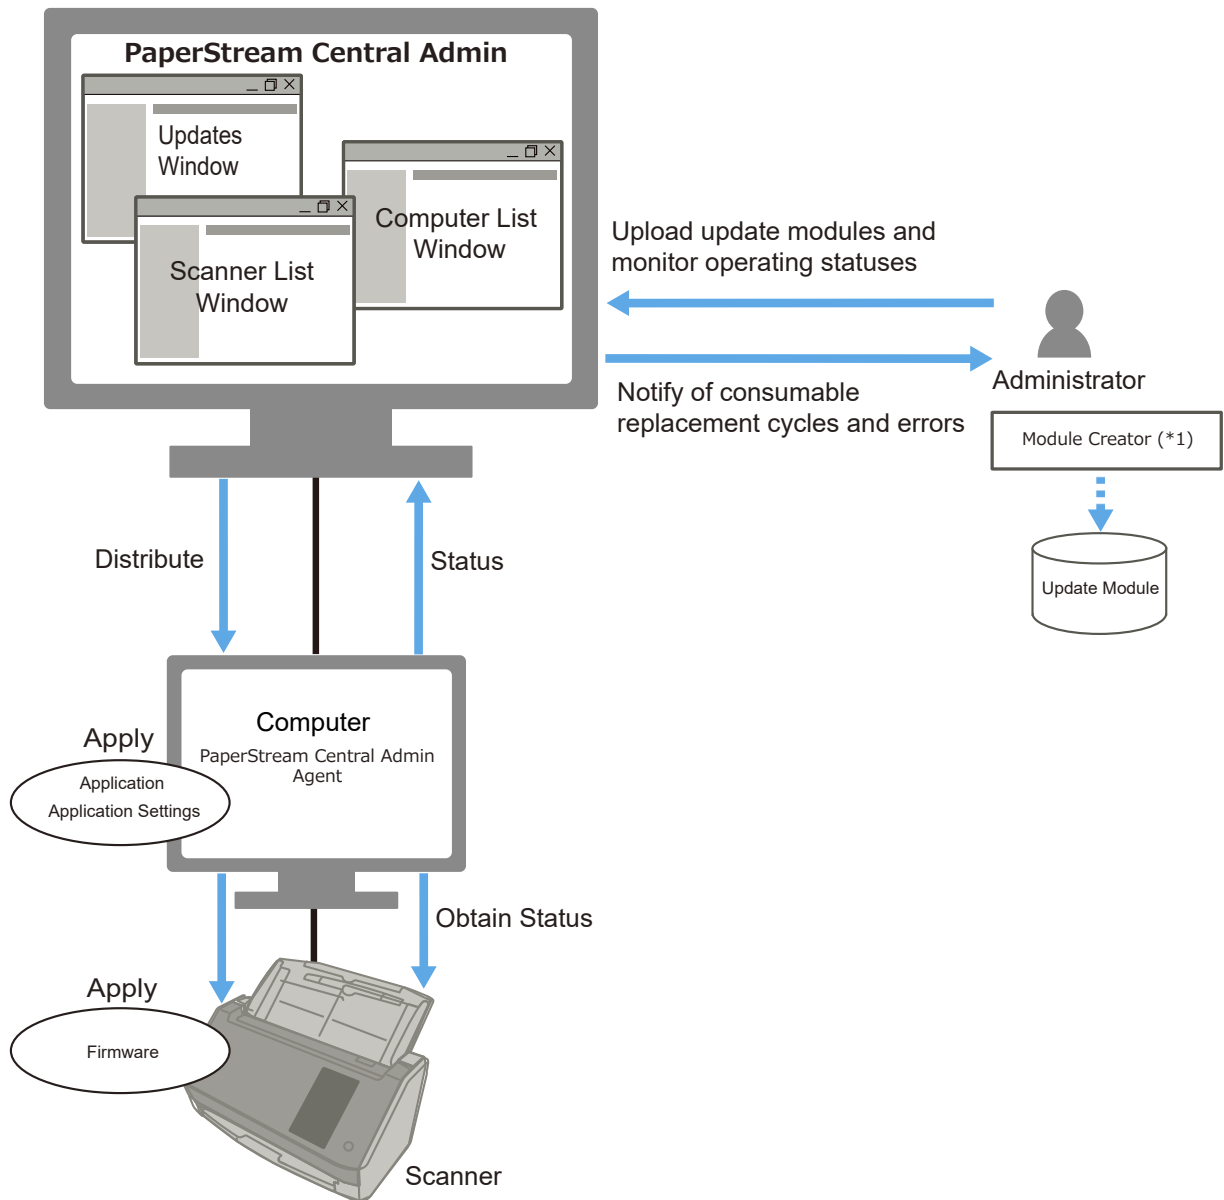 PaperStream Central Admin
Updates
Window
Computer List
Window
Scanner List
Window
Upload update modules and
monitor operating statuses
Administrator
Notify of consumable
replacement cycles and errors
Module Creator (*1)
Update Module
Distribute
Status
Computer
PaperStream Central Admin
Agent
Apply
Application
Application Settings
Obtain Status
Apply
Firmware
Scanner